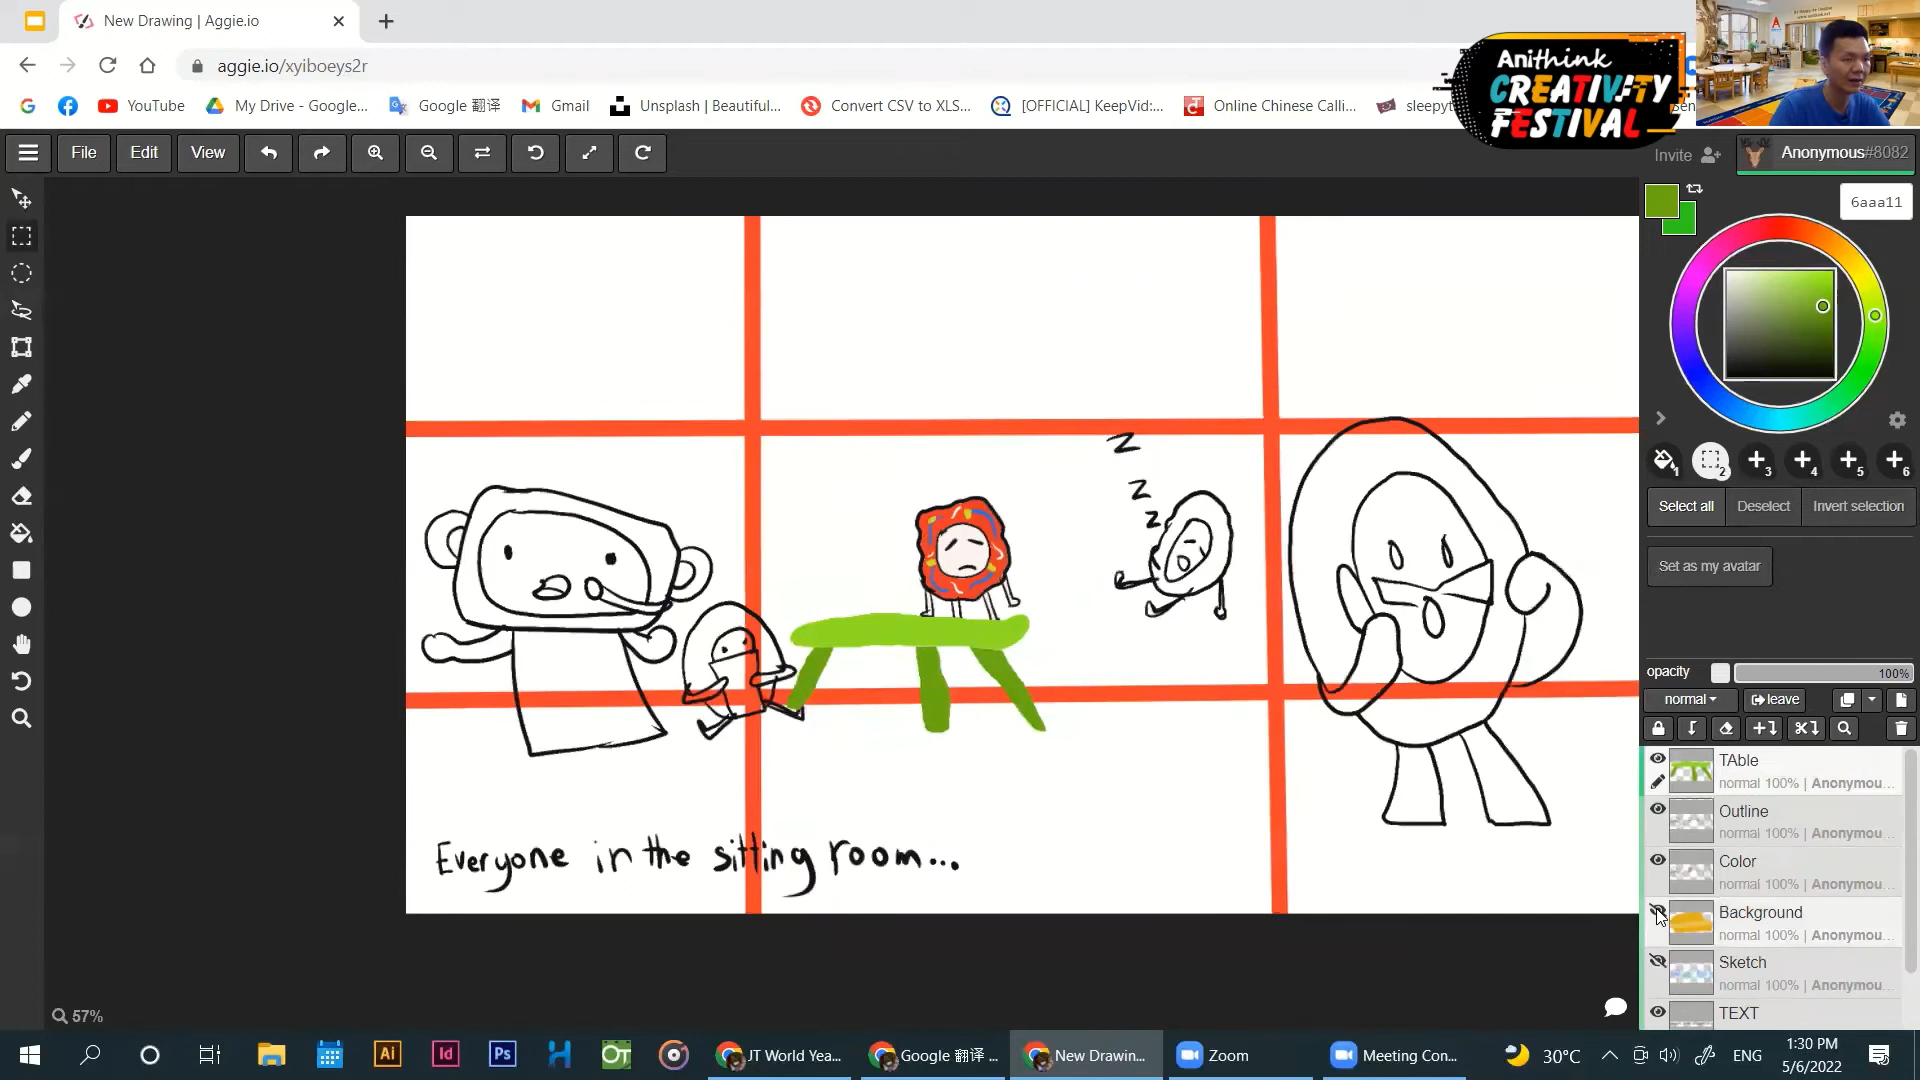 New Drawing | Aggie.io
aggie.io/xyiboeys2r
YouTube
My Drive - Google...
Google 翻译
Gmail
Unsplash | Beautiful...
Convert CSV to XLS...
[OFFICIAL] KeepVid:...
Online Chinese Calli...
AniThink
CREATIVITY
FESTIVAL
File
Edit
View
Invite
Anonymous#8082
6aaa11
Select all
Deselect
Invert selection
Set as my avatar
opacity
100%
normal
leave
TAble
normal 100% | Anonymou...
Outline
normal 100% | Anonymou...
Color
normal 100% | Anonymou...
Background
normal 100% | Anonymou...
Sketch
normal 100% | Anonymou...
TEXT
z
z
z
Everyone in the sitting room...
57%
Ai
Id
Ps
JT World Yea...
Google 翻译 ...
New Drawin...
Zoom
Meeting Con...
30°C
ENG
1:30 PM
5/6/2022